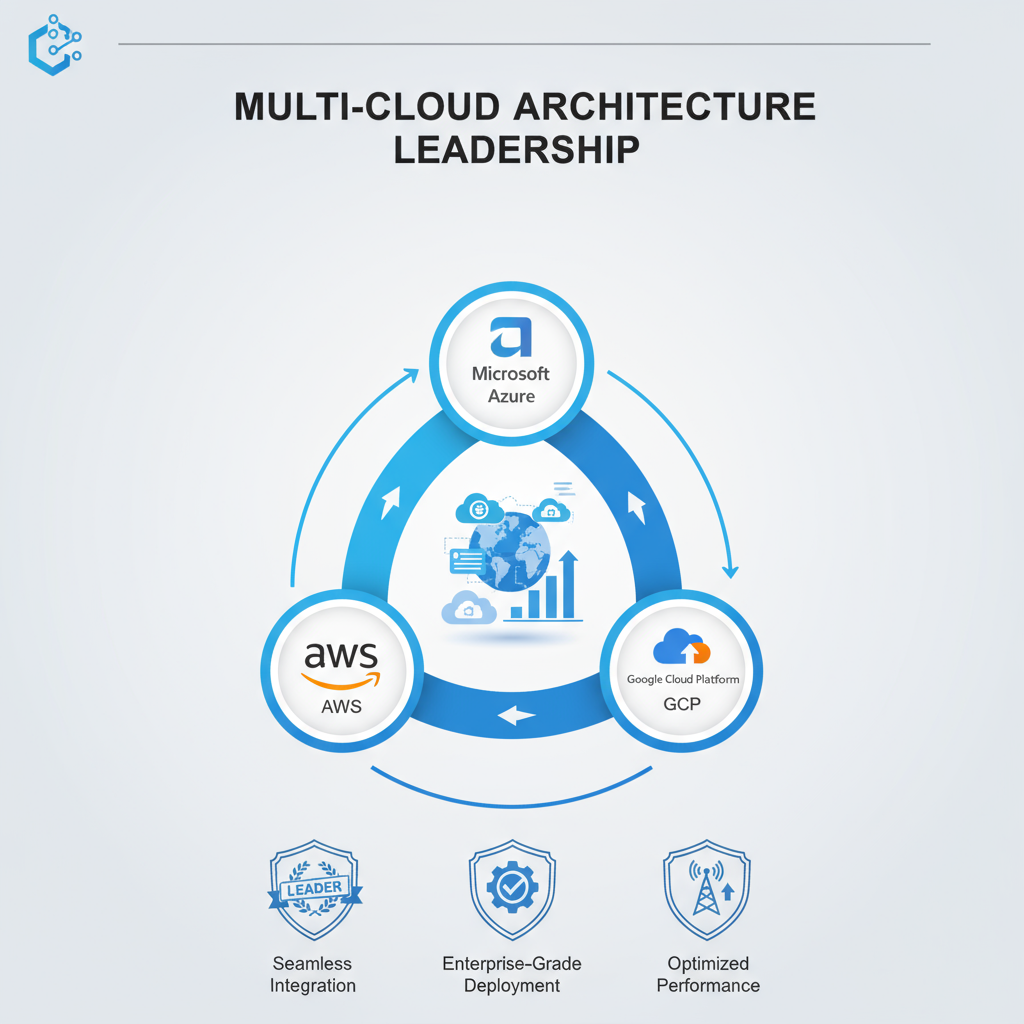 MULTI-CLOUD ARCHITECTURE
LEADERSHIP
Microsoft
Azure
aws
AWS
Google Cloud Platform
GCP
LEADER
Seamless
Integration
Enterprise-Grade
Deployment
Optimized
Performance